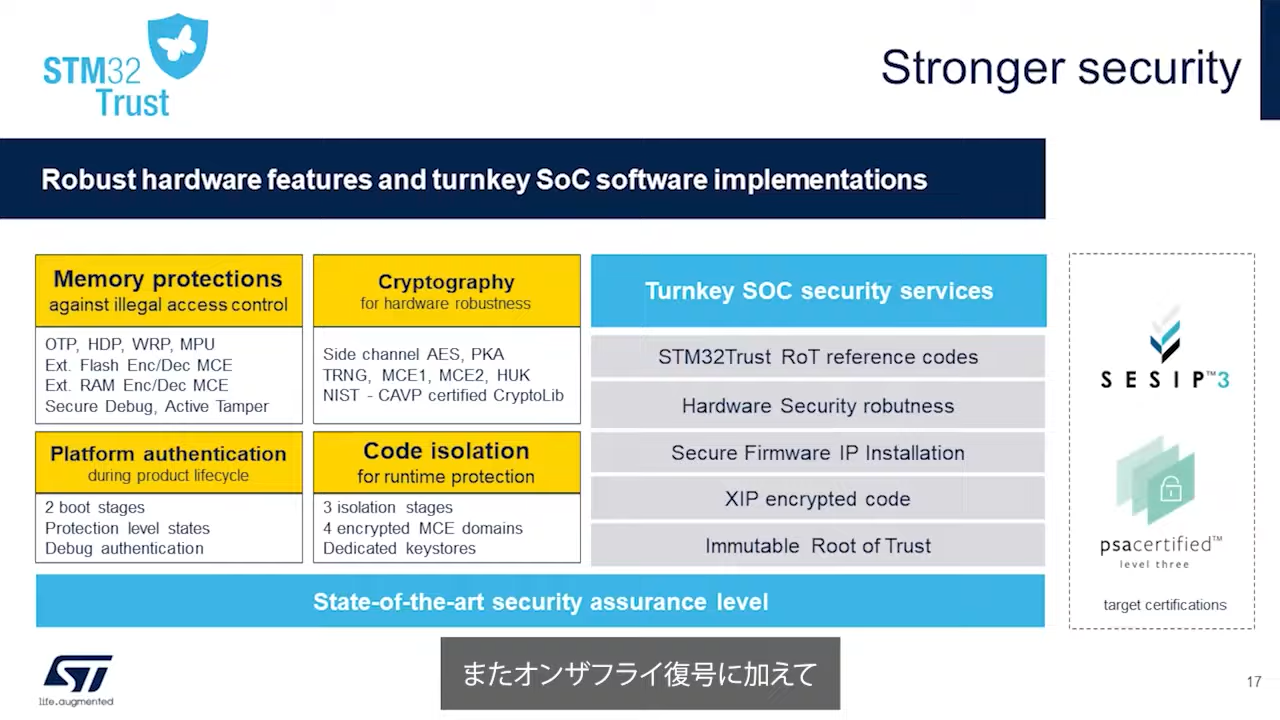 STM32
Trust
Stronger security
Robust hardware features and turnkey SoC software implementations
Memory protections
against illegal access control
OTP, HDP, WRP, MPU
Ext. Flash Enc/Dec MCE
Ext. RAM Enc/Dec MCE
Secure Debug, Active Tamper
Cryptography
for hardware robustness
Side channel AES, PKA
TRNG, MCE1, MCE2, HUK
NIST - CAVP certified CryptoLib
Platform authentication
during product lifecycle
2 boot stages
Protection level states
Debug authentication
Code isolation
for runtime protection
3 isolation stages
4 encrypted MCE domains
Dedicated keystores
Turnkey SOC security services
STM32Trust RoT reference codes
Hardware Security robutness
Secure Firmware IP Installation
XIP encrypted code
Immutable Root of Trust
State-of-the-art security assurance level
SESIP™3
psacertified™
level three
target certifications
ST
life.augmented
またオンザフライ復号に加えて
17